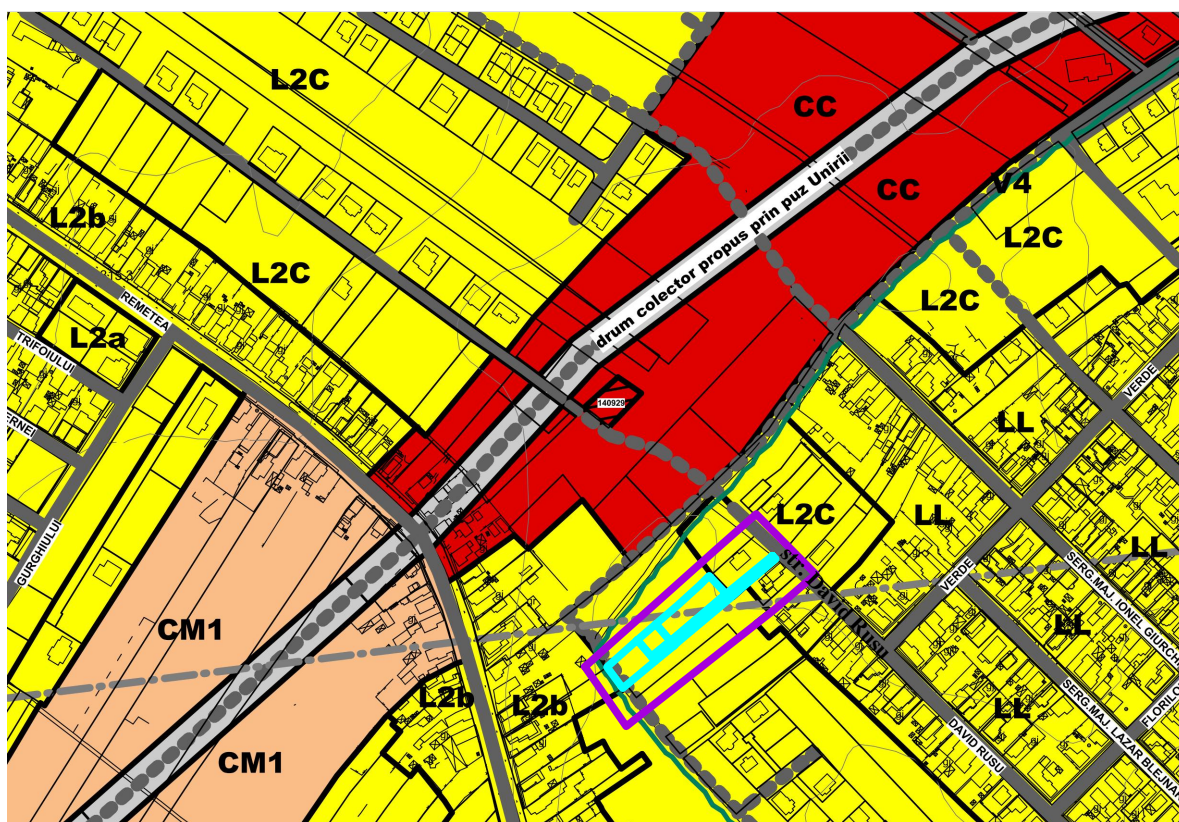 L2C
CC
drum colector propus prin puz Unirii
CC
V4
L2b
L2C
L2C
L2C
REMETEA
L2a
TRIFOIULUI
VERDE
140929
ERNEI
LL
L2C
LL
GURGHIULUI
str. David Rusu
VERDE
SERG.MAJ. IONEL GIURCH
LL
CM1
LL
L2b
L2b
LL
SERG.MAJ. LAZAR BLEJNAR
FLORILO
DAVID RUSU
CM1